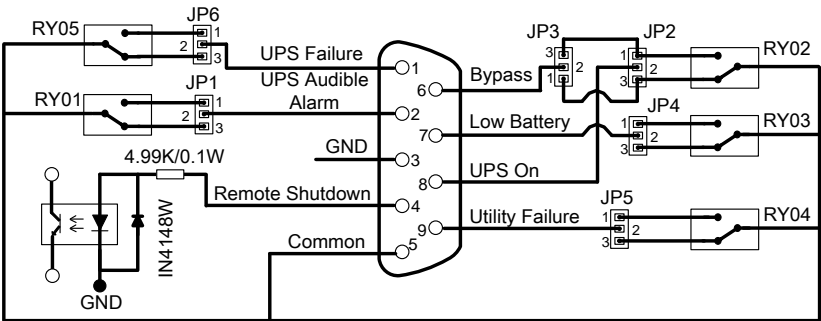 RY05
JP6
1
2
3
UPS Failure
UPS Audible
Alarm
RY01
JP1
1
2
3
GND
4.99K/0.1W
Remote Shutdown
IN4148W
Common
GND
1
2
3
4
5
6
7
8
9
Bypass
Low Battery
UPS On
Utility Failure
JP3
3
2
1
JP2
1
2
3
RY02
JP4
1
2
3
RY03
JP5
1
2
3
RY04